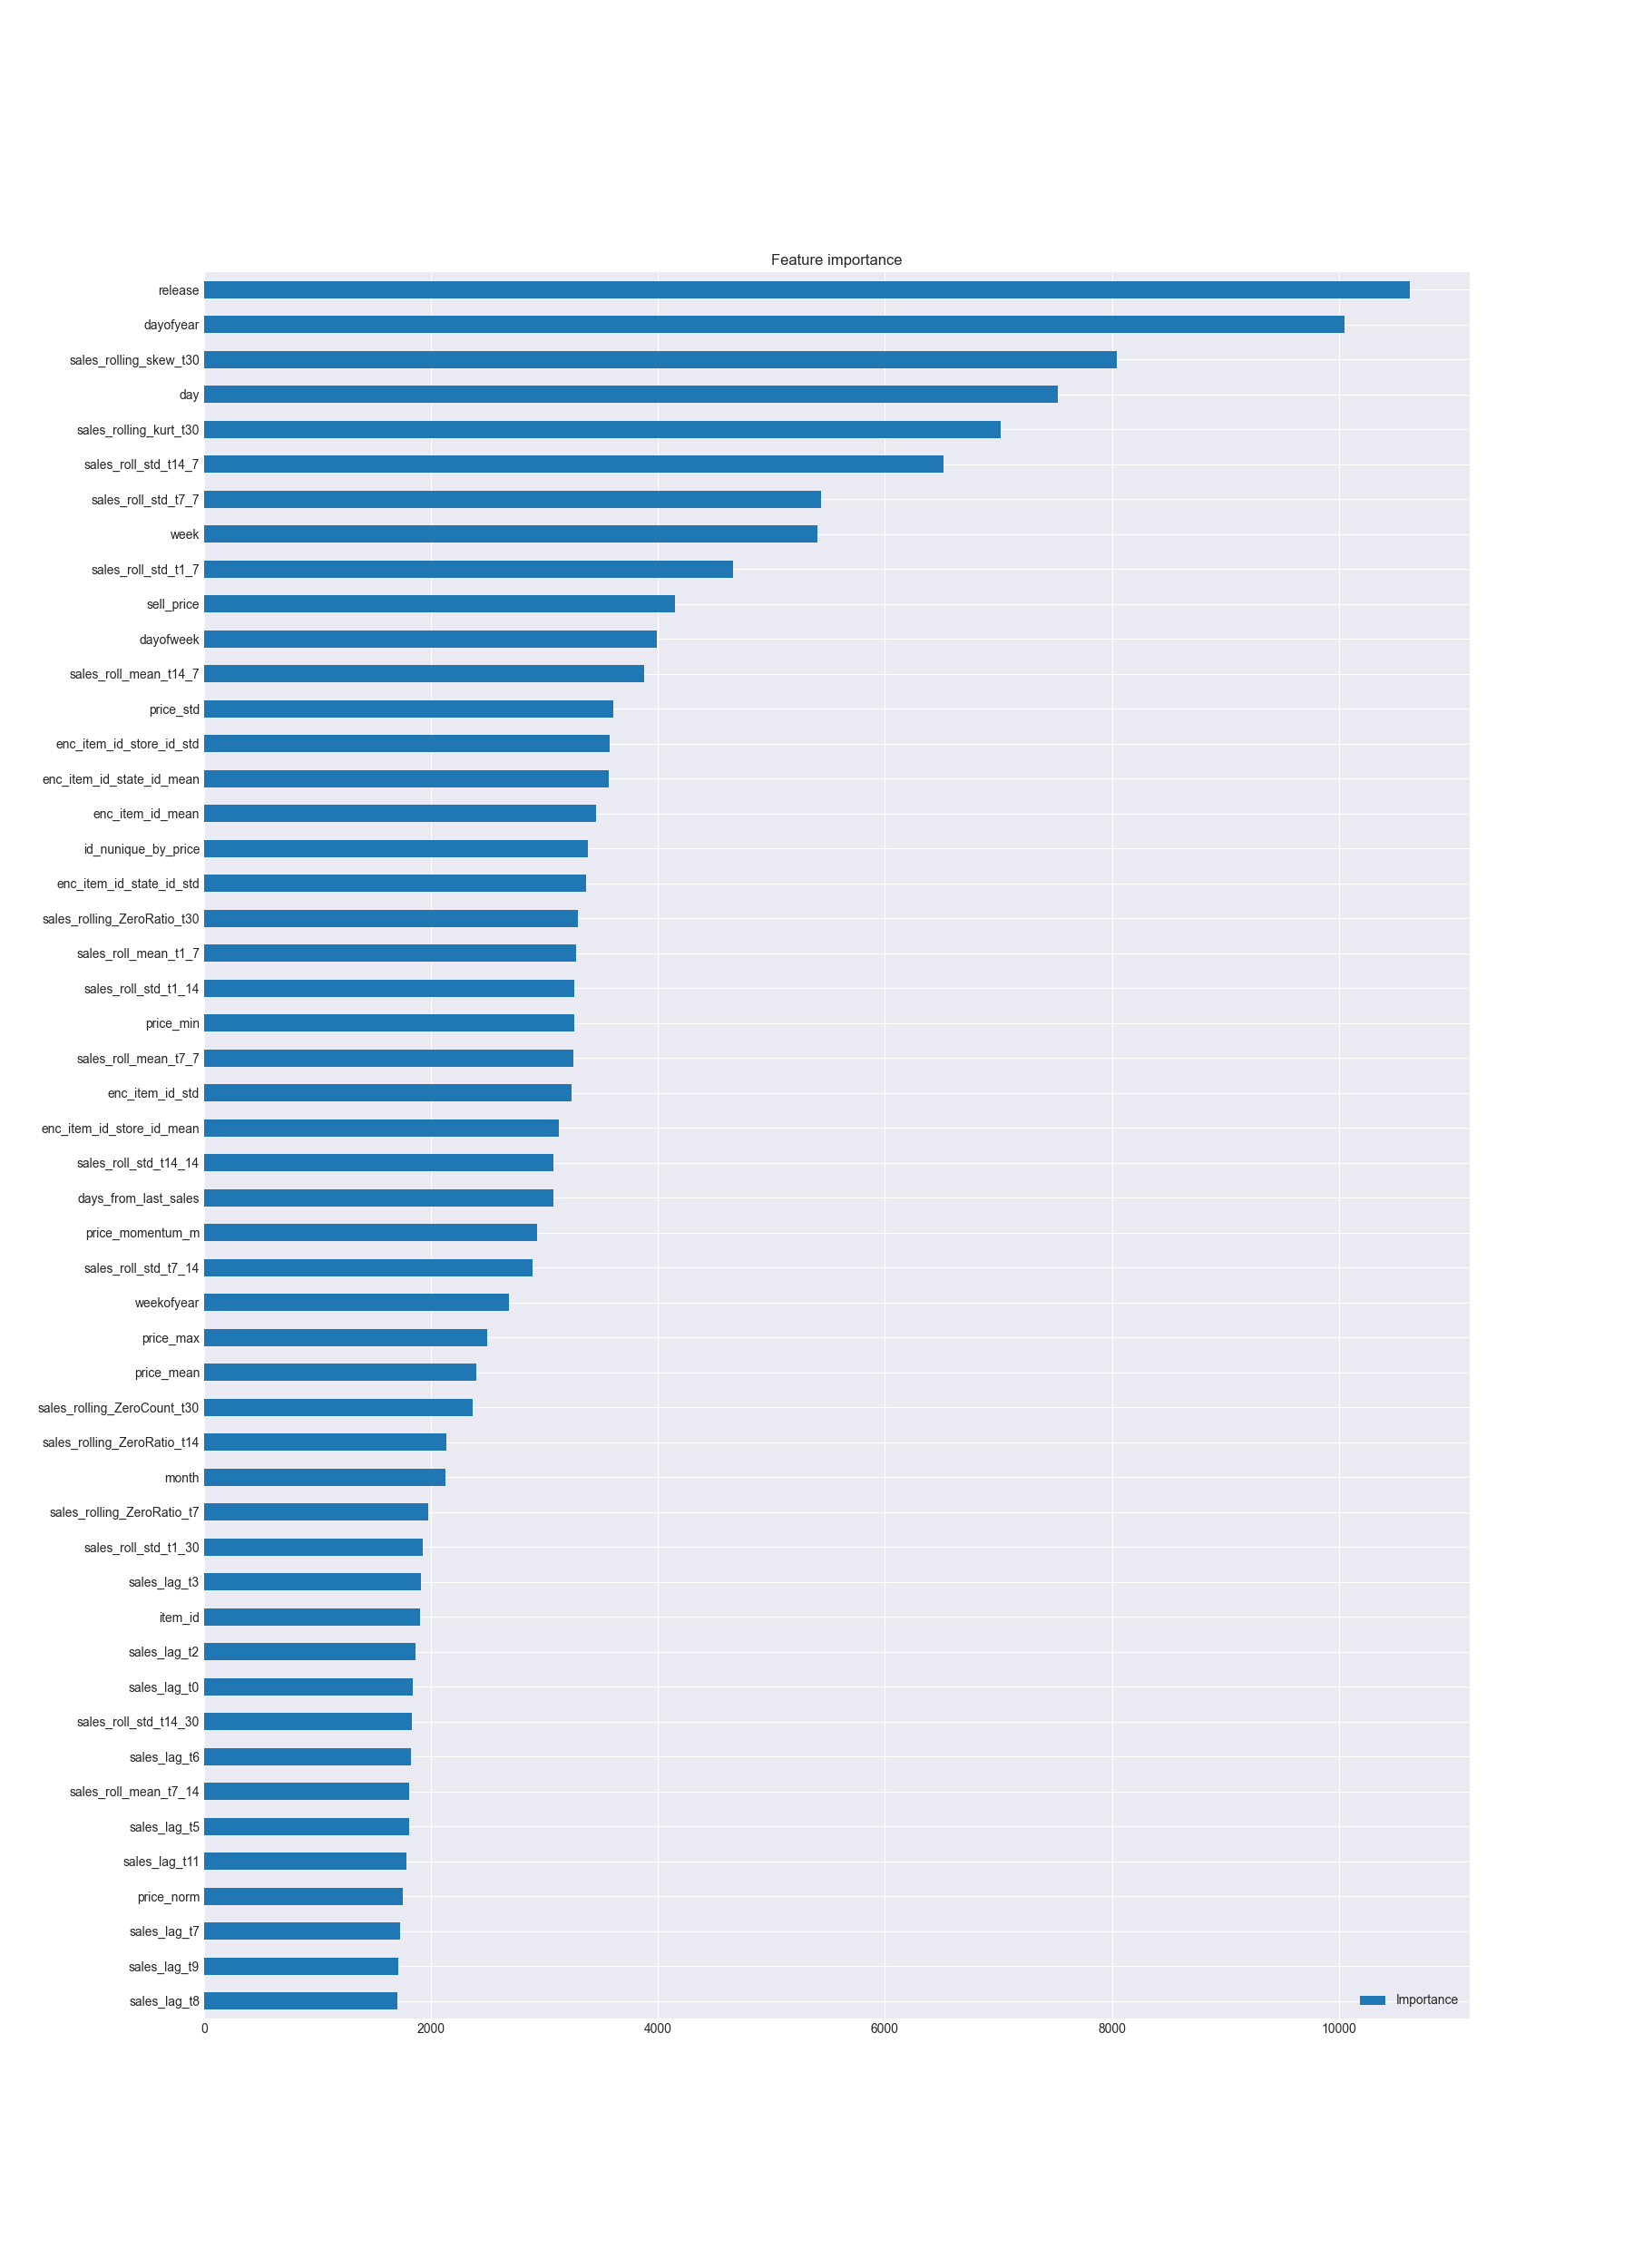 Feature importance
release
dayofyear
sales_rolling_skew_t30
day
sales_rolling_kurt_t30
sales_roll_std_t14_7
sales_roll_std_t7_7
week
sales_roll_std_t1_7
sell_price
dayofweek
sales_roll_mean_t14_7
price_std
enc_item_id_store_id_std
enc_item_id_state_id_mean
enc_item_id_mean
id_nunique_by_price
enc_item_id_state_id_std
sales_rolling_ZeroRatio_t30
sales_roll_mean_t1_7
sales_roll_std_t1_14
price_min
sales_roll_mean_t7_7
enc_item_id_std
enc_item_id_store_id_mean
sales_roll_std_t14_14
days_from_last_sales
price_momentum_m
sales_roll_std_t7_14
weekofyear
price_max
price_mean
sales_rolling_ZeroCount_t30
sales_rolling_ZeroRatio_t14
month
sales_rolling_ZeroRatio_t7
sales_roll_std_t1_30
sales_lag_t3
item_id
sales_lag_t2
sales_lag_t0
sales_roll_std_t14_30
sales_lag_t6
sales_roll_mean_t7_14
sales_lag_t5
sales_lag_t11
price_norm
sales_lag_t7
sales_lag_t9
sales_lag_t8
Importance
0 2000 4000 6000 8000 10000